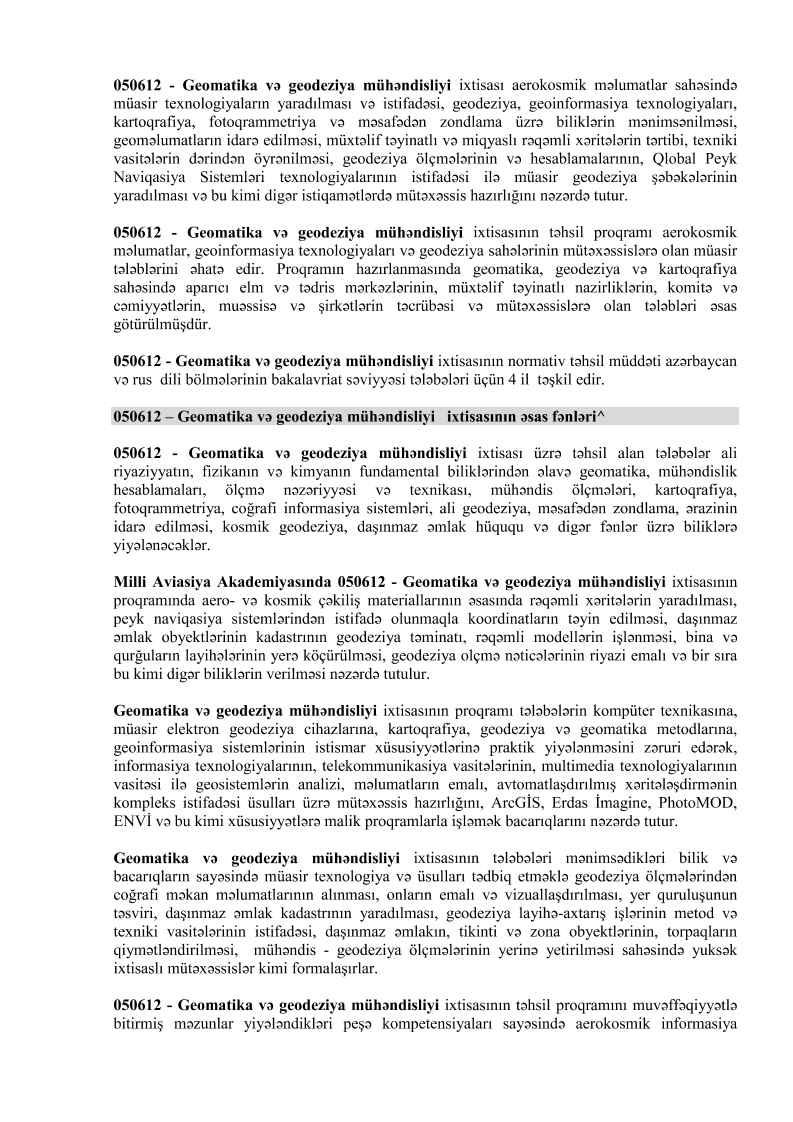 050612 - Geomatika və geodeziya mühəndisliyi ixtisası aerokosmik məlumatlar sahəsində
müasir texnologiyaların yaradılması və istifadəsi, geodeziya, geoinformasiya texnologiyaları,
kartoqrafiya, fotoqrammetriya və məsafədən zondlama üzrə biliklərin mənimsənilməsi,
geoməlumatların idarə edilməsi, müxtəlif təyinatlı və miqyaslı rəqəmli xəritələrin tərtibi, texniki
vasitələrin dərindən öyrənilməsi, geodeziya ölçmələrinin və hesablamalarının, Qlobal Peyk
Naviqasiya Sistemləri texnologiyalarının istifadəsi ilə müasir geodeziya şəbəkələrinin
yaradılması və bu kimi digər istiqamətlərdə mütəxəssis hazırlığını nəzərdə tutur.
050612 - Geomatika və geodeziya mühəndisliyi ixtisasının təhsil proqramı aerokosmik
məlumatlar, geoinformasiya texnologiyaları və geodeziya sahələrinin mütəxəssislərə olan müasir
tələblərini əhatə edir. Proqramın hazırlanmasında geomatika, geodeziya və kartoqrafiya
sahəsində aparıcı elm və tədris mərkəzlərinin, müxtəlif təyinatlı nazirliklərin, komitə və
cəmiyyətlərin, muəssisə və şirkətlərin təcrübəsi və mütəxəssislərə olan tələbləri əsas
götürülmüşdür.
050612 - Geomatika və geodeziya mühəndisliyi ixtisasının normativ təhsil müddəti azərbaycan
və rus dili bölmələrinin bakalavriat səviyyəsi tələbələri üçün 4 il təşkil edir.
050612 – Geomatika və geodeziya mühəndisliyi ixtisasının əsas fənləri^
050612 - Geomatika və geodeziya mühəndisliyi ixtisası üzrə təhsil alan tələbələr ali
riyaziyyatın, fizikanın və kimyanın fundamental biliklərindən əlavə geomatika, mühəndislik
hesablamaları, ölçmə nəzəriyyəsi və texnikası, mühəndis ölçmələri, kartoqrafiya,
fotoqrammetriya, coğrafi informasiya sistemləri, ali geodeziya, məsafədən zondlama, ərazinin
idarə edilməsi, kosmik geodeziya, daşınmaz əmlak hüququ və digər fənlər üzrə biliklərə
yiyələnəcəklər.
Milli Aviasiya Akademiyasında 050612 - Geomatika və geodeziya mühəndisliyi ixtisasının
proqramında aero- və kosmik çəkiliş materiallarının əsasında rəqəmli xəritələrin yaradılması,
peyk naviqasiya sistemlərindən istifadə olunmaqla koordinatların təyin edilməsi, daşınmaz
əmlak obyektlərinin kadastrının geodeziya təminatı, rəqəmli modellərin işlənməsi, bina və
qurğuların layihələrinin yerə köçürülməsi, geodeziya olçmə nəticələrinin riyazi emalı və bir sıra
bu kimi digər biliklərin verilməsi nəzərdə tutulur.
Geomatika və geodeziya mühəndisliyi ixtisasının proqramı tələbələrin kompüter texnikasına,
müasir elektron geodeziya cihazlarına, kartoqrafiya, geodeziya və geomatika metodlarına,
geoinformasiya sistemlərinin istismar xüsusiyyətlərinə praktik yiyələnməsini zəruri edərək,
informasiya texnologiyalarının, telekommunikasiya vasitələrinin, multimedia texnologiyalarının
vasitəsi ilə geosistemlərin analizi, məlumatların emalı, avtomatlaşdırılmış xəritələşdirmənin
kompleks istifadəsi üsulları üzrə mütəxəssis hazırlığını, ArcGİS, Erdas İmagine, PhotoMOD,
ENVİ və bu kimi xüsusiyyətlərə malik proqramlarla işləmək bacarıqlarını nəzərdə tutur.
Geomatika və geodeziya mühəndisliyi ixtisasının tələbələri mənimsədikləri bilik və
bacarıqların sayəsində müasir texnologiya və üsulları tədbiq etməklə geodeziya ölçmələrindən
coğrafi məkan məlumatlarının alınması, onların emalı və vizuallaşdırılması, yer quruluşunun
təsviri, daşınmaz əmlak kadastrının yaradılması, geodeziya layihə-axtarış işlərinin metod və
texniki vasitələrinin istifadəsi, daşınmaz əmlakın, tikinti və zona obyektlərinin, torpaqların
qiymətləndirilməsi, mühəndis - geodeziya ölçmələrinin yerinə yetirilməsi sahəsində yuksək
ixtisaslı mütəxəssislər kimi formalaşırlar.
050612 - Geomatika və geodeziya mühəndisliyi ixtisasının təhsil proqramını muvəffəqiyyətlə
bitirmiş məzunlar yiyələndikləri peşə kompetensiyaları sayəsində aerokosmik informasiya